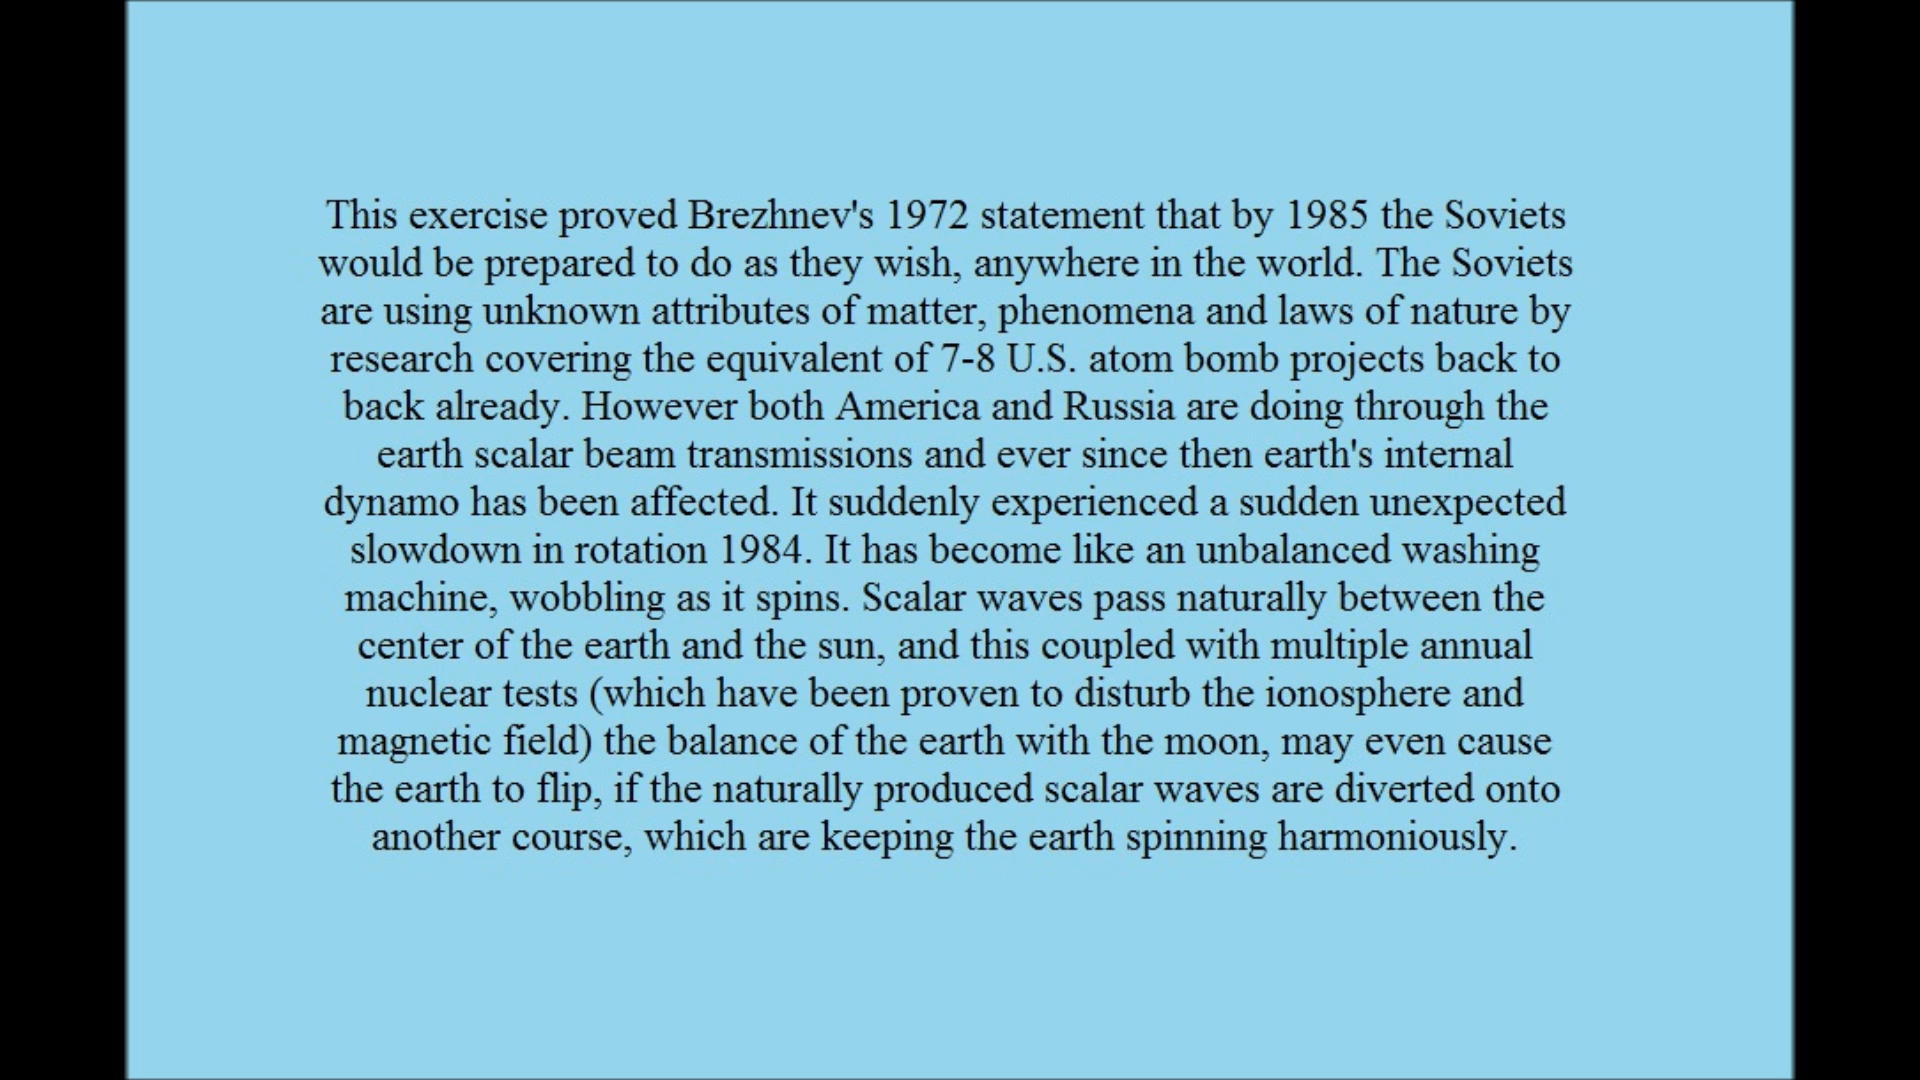 This exercise proved Brezhnev's 1972 statement that by 1985 the Soviets
would be prepared to do as they wish, anywhere in the world. The Soviets
are using unknown attributes of matter, phenomena and laws of nature by
research covering the equivalent of 7-8 U.S. atom bomb projects back to
back already. However both America and Russia are doing through the
earth scalar beam transmissions and ever since then earth's internal
dynamo has been affected. It suddenly experienced a sudden unexpected
slowdown in rotation 1984. It has become like an unbalanced washing
machine, wobbling as it spins. Scalar waves pass naturally between the
center of the earth and the sun, and this coupled with multiple annual
nuclear tests (which have been proven to disturb the ionosphere and
magnetic field) the balance of the earth with the moon, may even cause
the earth to flip, if the naturally produced scalar waves are diverted onto
another course, which are keeping the earth spinning harmoniously.